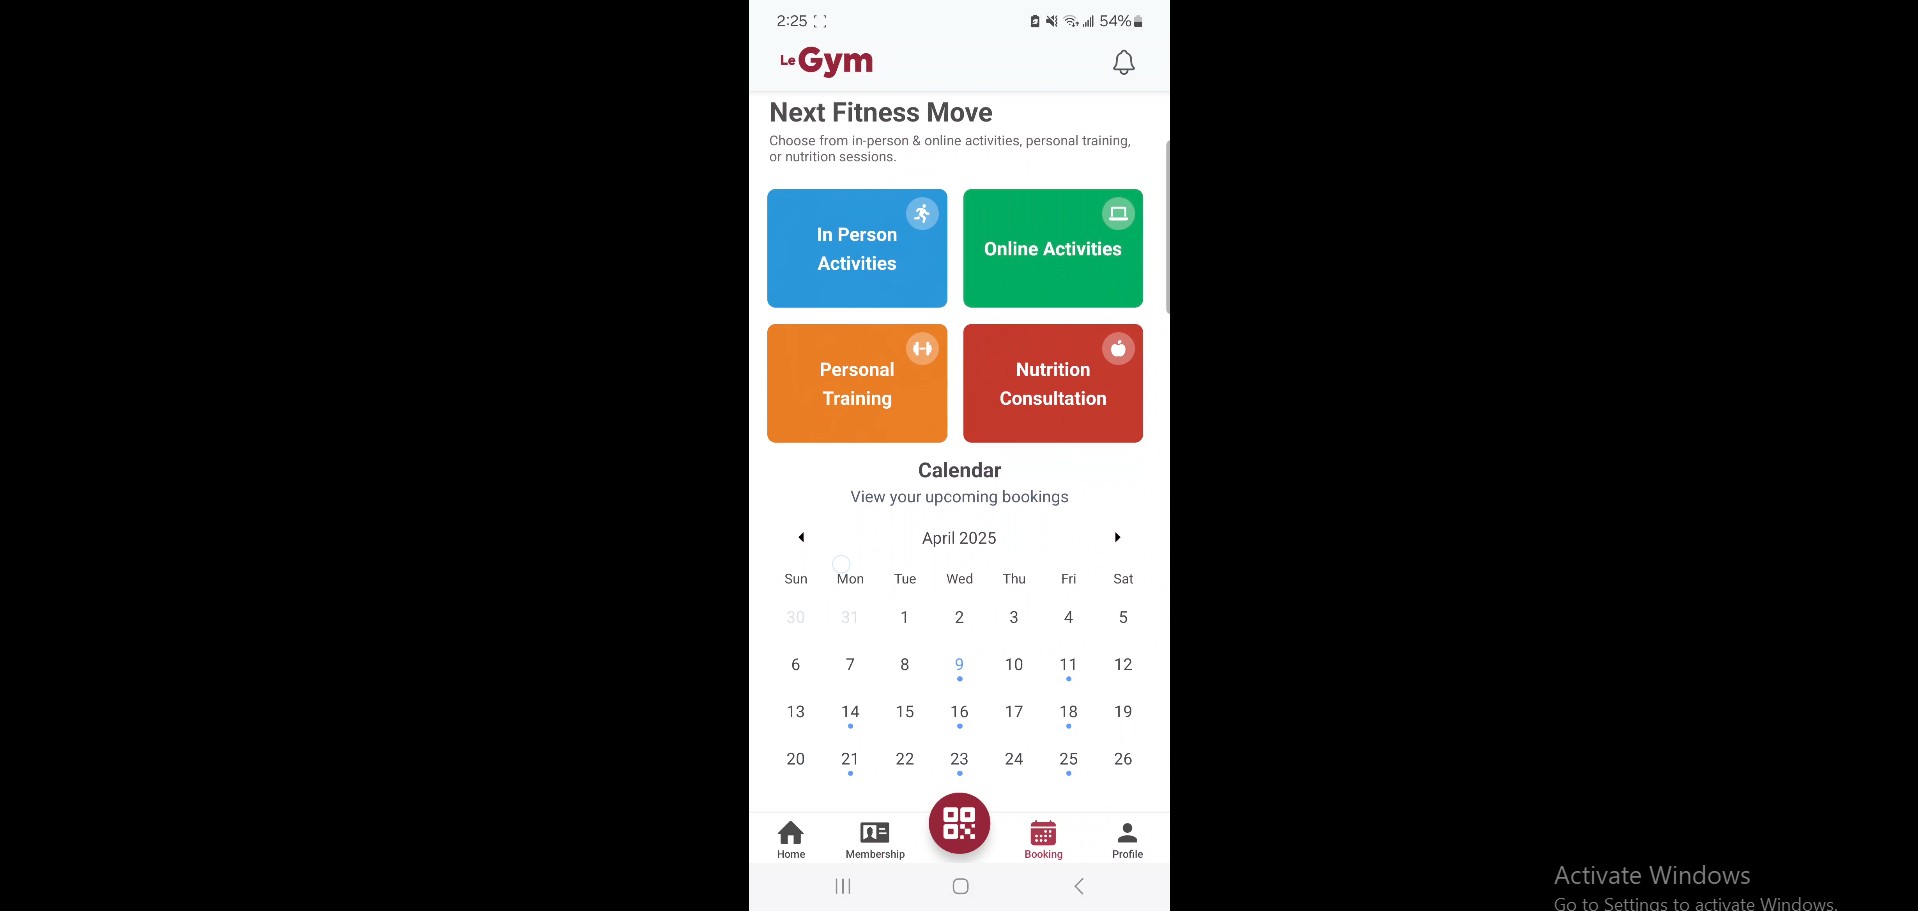 2:25 54%
Le Gym
Next Fitness Move
Choose from in-person & online activities, personal training,
or nutrition sessions.
In Person
Activities
Online Activities
Personal
Training
Nutrition
Consultation
Calendar
View your upcoming bookings
April 2025
Sun Mon Tue Wed Thu Fri Sat
30 31 1 2 3 4 5
6 7 8 9 10 11 12
13 14 15 16 17 18 19
20 21 22 23 24 25 26
Home Membership Booking Profile
Activate Windows
Go to Settings to activate Windows.